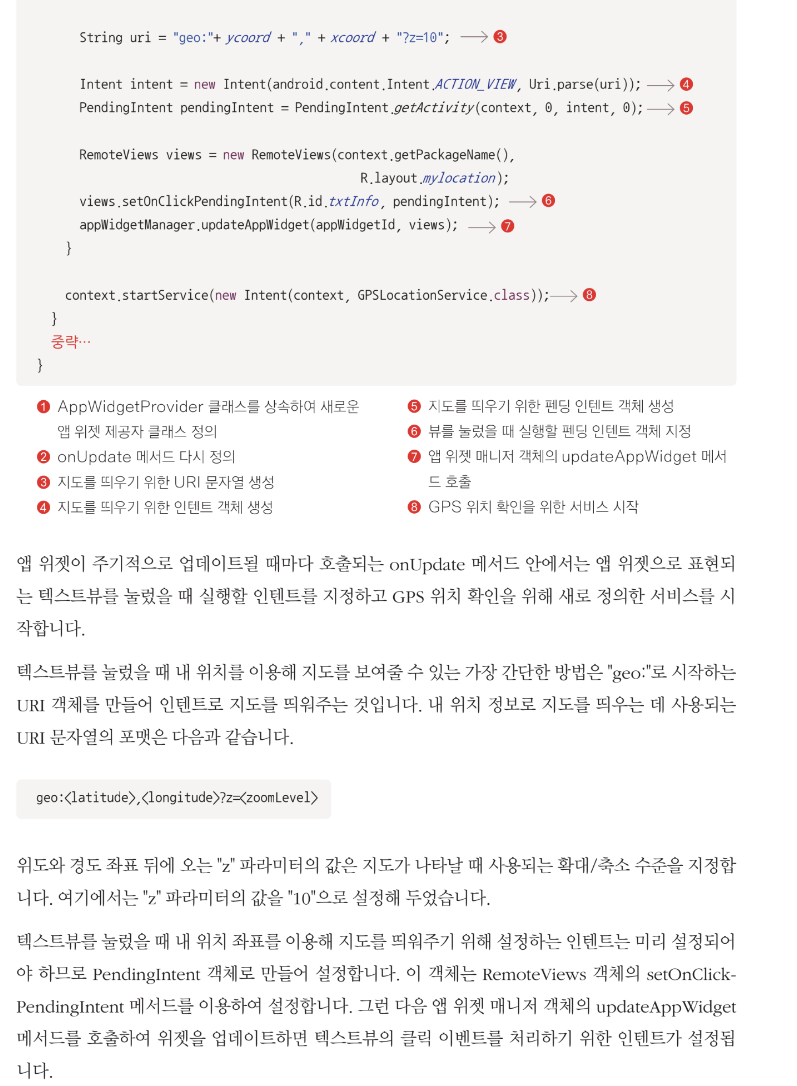 String uri = "geo:"+ ycoord + "," + xcoord + "?z=10"; ③
Intent intent = new Intent(android.content.Intent.ACTION_VIEW, Uri.parse(uri)); ④
PendingIntent pendingIntent = PendingIntent.getActivity(context, 0, intent, 0); ⑤
RemoteViews views = new RemoteViews(context.getPackageName(),
R.layout.mylocation);
views.setOnClickPendingIntent(R.id.txtInfo, pendingIntent); ⑥
appWidgetManager.updateAppWidget(appWidgetId, views); ⑦
}
context.startService(new Intent(context, GPSLocationService.class)); ⑧
}
중략…
}
① AppWidgetProvider 클래스를 상속하여 새로운
앱 위젯 제공자 클래스 정의
② onUpdate 메서드 다시 정의
③ 지도를 띄우기 위한 URI 문자열 생성
④ 지도를 띄우기 위한 인텐트 객체 생성
⑤ 지도를 띄우기 위한 펜딩 인텐트 객체 생성
⑥ 뷰를 눌렀을 때 실행할 펜딩 인텐트 객체 지정
⑦ 앱 위젯 매니저 객체의 updateAppWidget 메서
드 호출
⑧ GPS 위치 확인을 위한 서비스 시작
앱 위젯이 주기적으로 업데이트될 때마다 호출되는 onUpdate 메서드 안에서는 앱 위젯으로 표현되
는 텍스트뷰를 눌렀을 때 실행할 인텐트를 지정하고 GPS 위치 확인을 위해 새로 정의한 서비스를 시
작합니다.
텍스트뷰를 눌렀을 때 내 위치를 이용해 지도를 보여줄 수 있는 가장 간단한 방법은 "geo:"로 시작하는
URI 객체를 만들어 인텐트로 지도를 띄워주는 것입니다. 내 위치 정보로 지도를 띄우는 데 사용되는
URI 문자열의 포맷은 다음과 같습니다.
geo:<latitude>,<longitude>?z=<zoomLevel>
위도와 경도 좌표 뒤에 오는 "z" 파라미터의 값은 지도가 나타날 때 사용되는 확대/축소 수준을 지정합
니다. 여기에서는 "z" 파라미터의 값을 "10"으로 설정해 두었습니다.
텍스트뷰를 눌렀을 때 내 위치 좌표를 이용해 지도를 띄워주기 위해 설정하는 인텐트는 미리 설정되어
야 하므로 PendingIntent 객체로 만들어 설정합니다. 이 객체는 RemoteViews 객체의 setOnClick-
PendingIntent 메서드를 이용하여 설정합니다. 그런 다음 앱 위젯 매니저 객체의 updateAppWidget
메서드를 호출하여 위젯을 업데이트하면 텍스트뷰의 클릭 이벤트를 처리하기 위한 인텐트가 설정됩
니다.